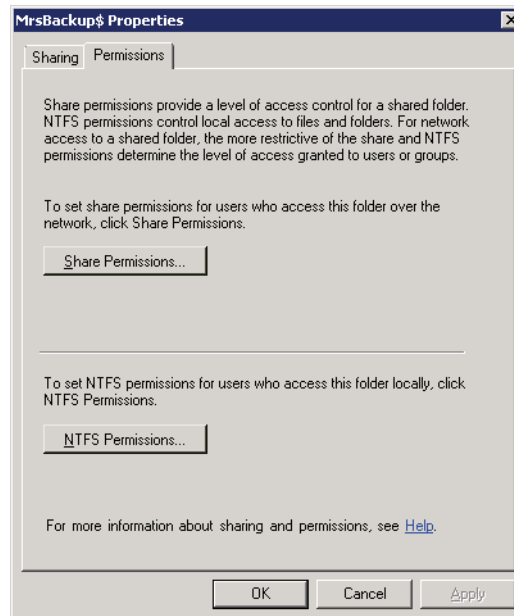 MrsBackup$ Properties
Sharing Permissions
Share permissions provide a level of access control for a shared folder.
NTFS permissions control local access to files and folders. For network
access to a shared folder, the more restrictive of the share and NTFS
permissions determine the level of access granted to users or groups.
To set share permissions for users who access this folder over the
network, click Share Permissions.
Share Permissions...
To set NTFS permissions for users who access this folder locally, click
NTFS Permissions.
NTFS Permissions...
For more information about sharing and permissions, see Help.
OK Cancel Apply